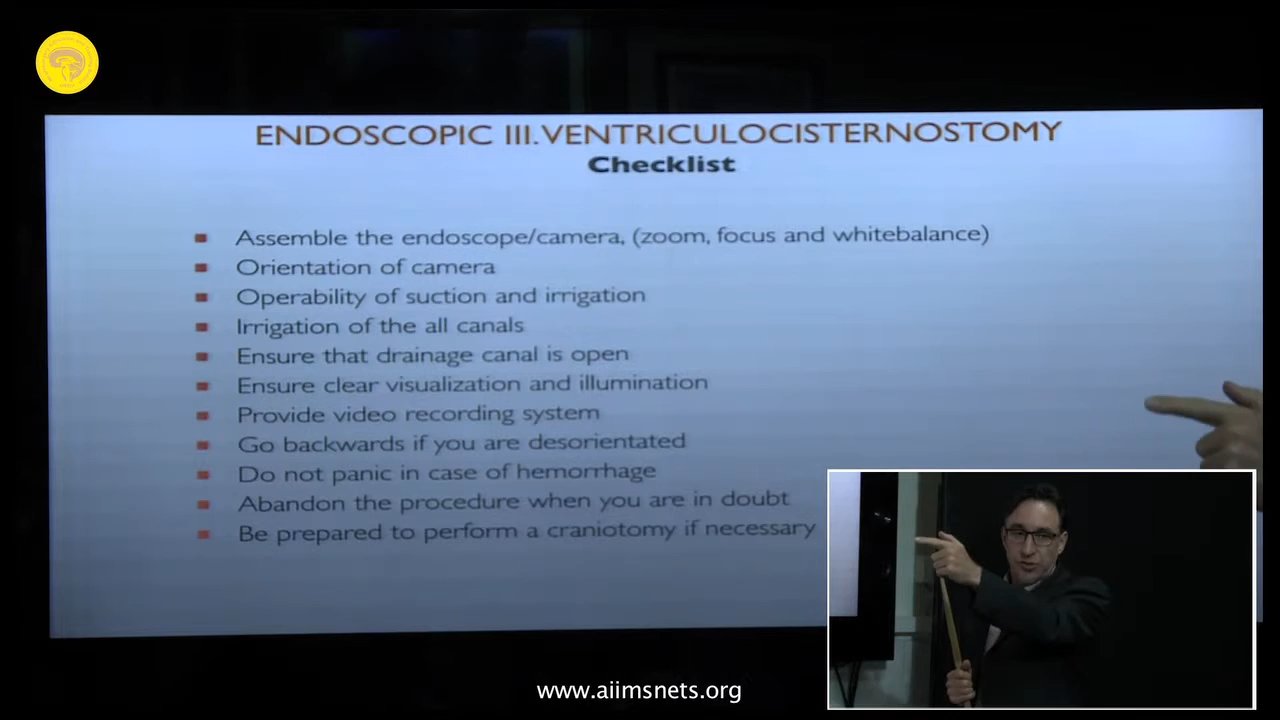 ENDOSCOPIC III. VENTRICULOCISTERNOSTOMY
Checklist
Assemble the endoscope/camera, (zoom, focus and whitebalance)
Orientation of camera
Operability of suction and irrigation
Irrigation of the all canals
Ensure that drainage canal is open
Ensure clear visualization and illumination
Provide video recording system
Go backwards if you are desorientated
Do not panic in case of hemorrhage
Abandon the procedure when you are in doubt
Be prepared to perform a craniotomy if necessary
www.aiimsnets.org